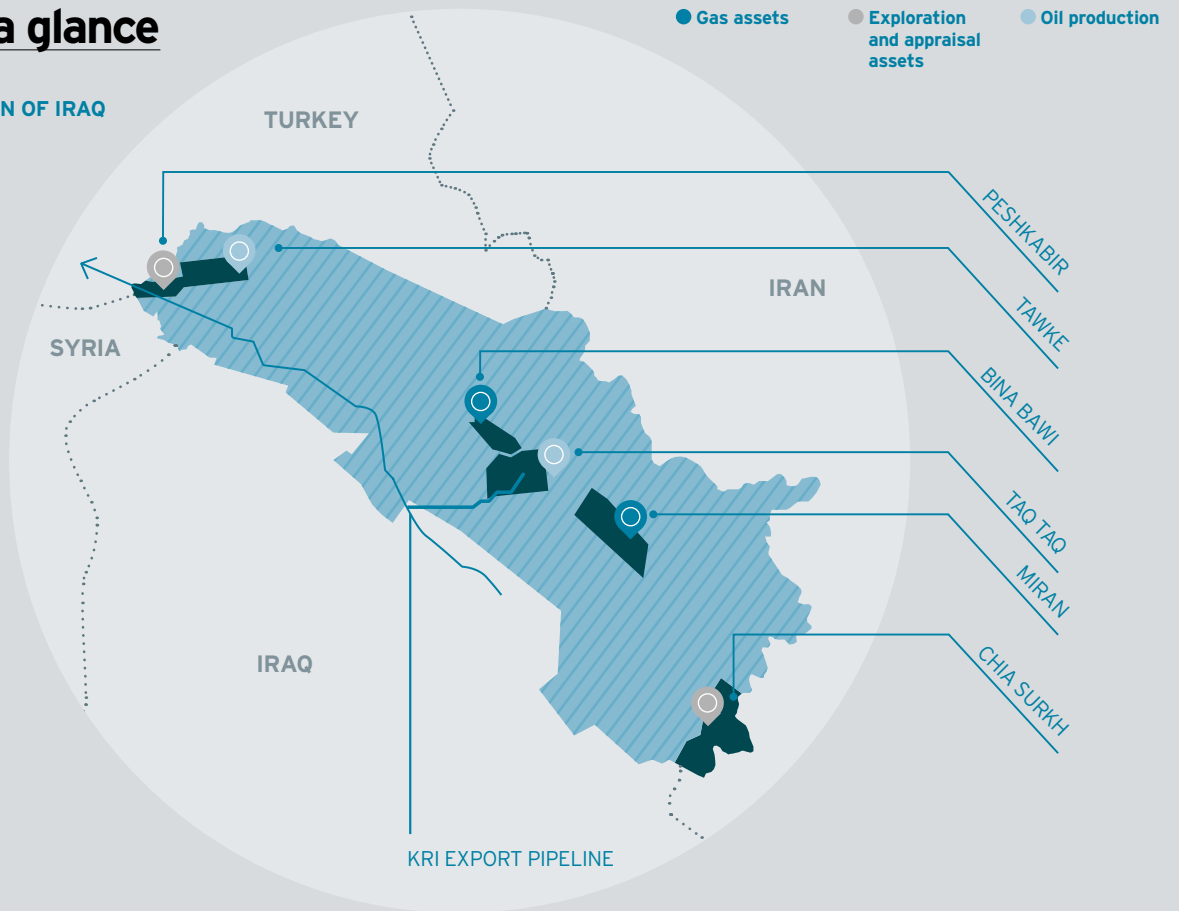 a glance
N OF IRAQ
Gas assets
Exploration
and appraisal
assets
Oil production
TURKEY
IRAN
SYRIA
IRAQ
PESHKABIR
TAWKE
BINA BAWI
TAQ TAQ
MIRAN
CHIA SURKH
KRI EXPORT PIPELINE